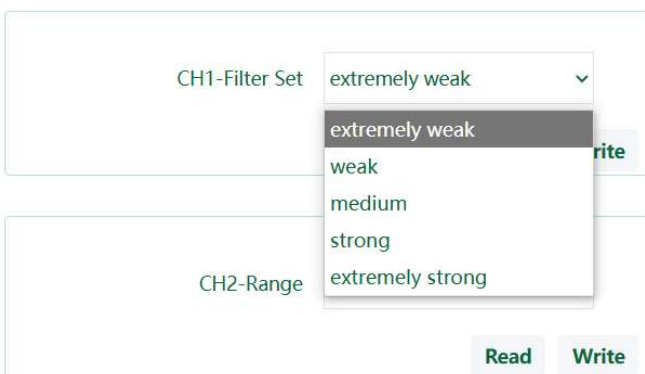 CH1-Filter Set extremely weak
extremely weak
rite
weak
medium
strong
extremely strong
CH2-Range
Read Write